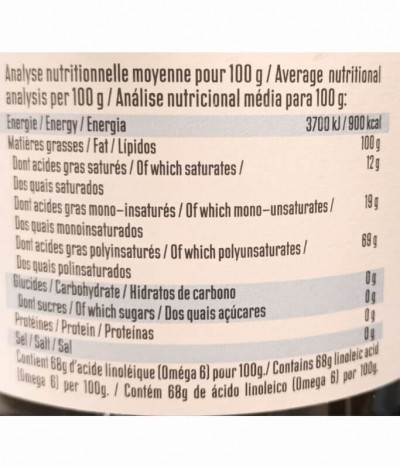 Analyse nutritionnelle moyenne pour 100 g / Average nutritional
analysis per 100 g / Análise nutricional média para 100 g:
Energie / Energy / Energia 3700 kJ / 900 kcal
Matières grasses / Fat / Lípidos 100 g
Dont acides gras saturés / Of which saturates / 12 g
Dos quais saturados
Dont acides gras mono-insaturés / Of which mono-unsaturates / 19 g
Dos quais monoinsaturados
Dont acides gras polyinsaturés / Of which polyunsaturates / 69 g
Dos quais polinsaturados
Glucides / Carbohydrate / Hidratos de carbono 0g
Dont sucres / Of which sugars / Dos quais açúcares 0g
Protéines / Protein / Proteínas 0g
Sel / Salt / Sal 0g
Contient 68g d'acide linoléique (Oméga 6) pour 100g./ Contains 68g linoleic acid
(Omega 6) per 100g. / Contém 68g de ácido linoleico (Omega 6) por 100g.